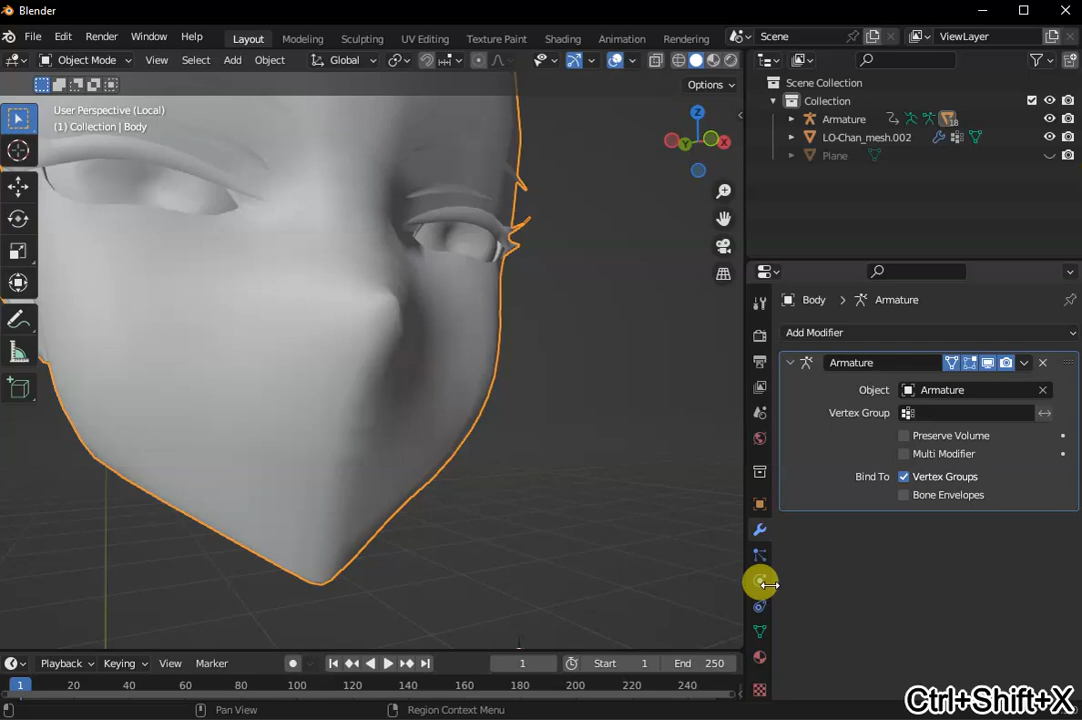 Blender
File Edit Render Window Help Layout Modeling Sculpting UV Editing Texture Paint Shading Animation Rendering Scene ViewLayer
Object Mode View Select Add Object Global
Options
User Perspective (Local)
(1) Collection | Body
Z
Y
X
Scene Collection
Collection
Armature 18
LO-Chan_mesh.002
Plane
Body > Armature
Add Modifier
Armature
Object Armature
Vertex Group
Preserve Volume
Multi Modifier
Bind To Vertex Groups
Bone Envelopes
Playback Keying View Marker 1 Start 1 End 250
1 20 40 60 80 100 120 140 160 180 200 220 240
Pan View Region Context Menu
Ctrl+Shift+X